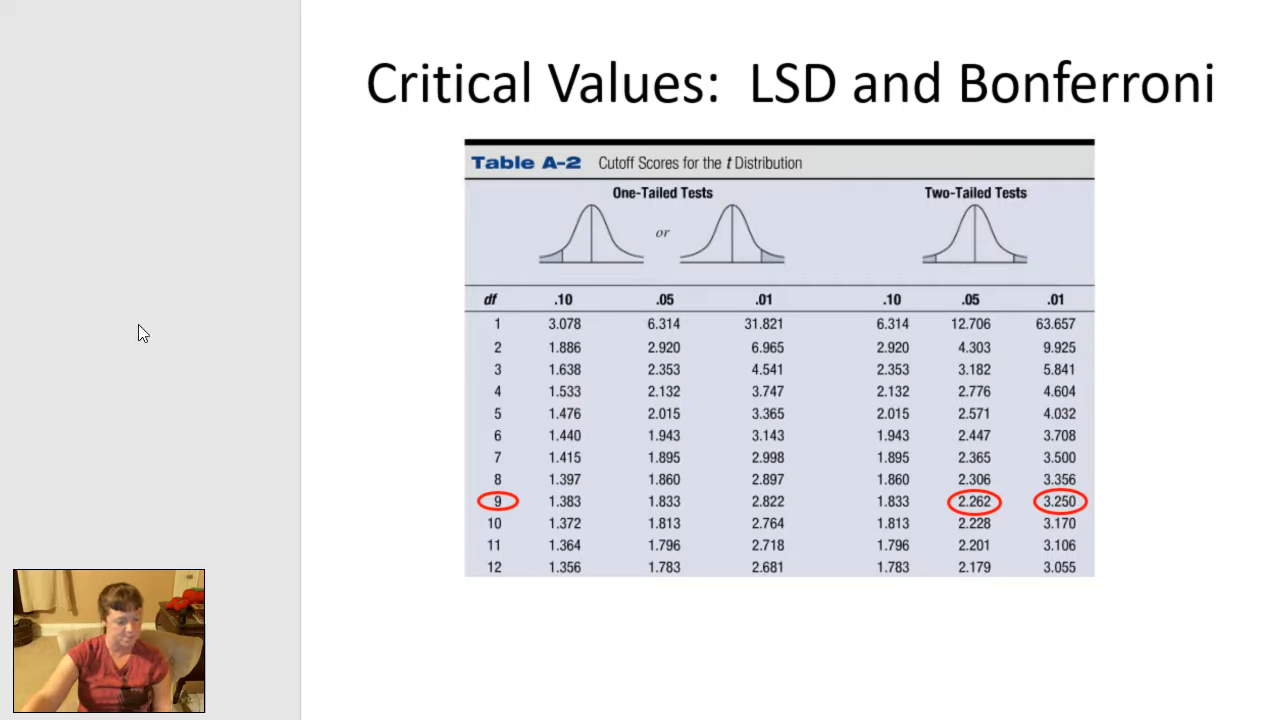 Critical Values: LSD and Bonferroni
Table A-2 Cutoff Scores for the t Distribution
One-Tailed Tests Two-Tailed Tests
or
df .10 .05 .01 .10 .05 .01
1 3.078 6.314 31.821 6.314 12.706 63.657
2 1.886 2.920 6.965 2.920 4.303 9.925
3 1.638 2.353 4.541 2.353 3.182 5.841
4 1.533 2.132 3.747 2.132 2.776 4.604
5 1.476 2.015 3.365 2.015 2.571 4.032
6 1.440 1.943 3.143 1.943 2.447 3.708
7 1.415 1.895 2.998 1.895 2.365 3.500
8 1.397 1.860 2.897 1.860 2.306 3.356
9 1.383 1.833 2.822 1.833 2.262 3.250
10 1.372 1.813 2.764 1.813 2.228 3.170
11 1.364 1.796 2.718 1.796 2.201 3.106
12 1.356 1.783 2.681 1.783 2.179 3.055